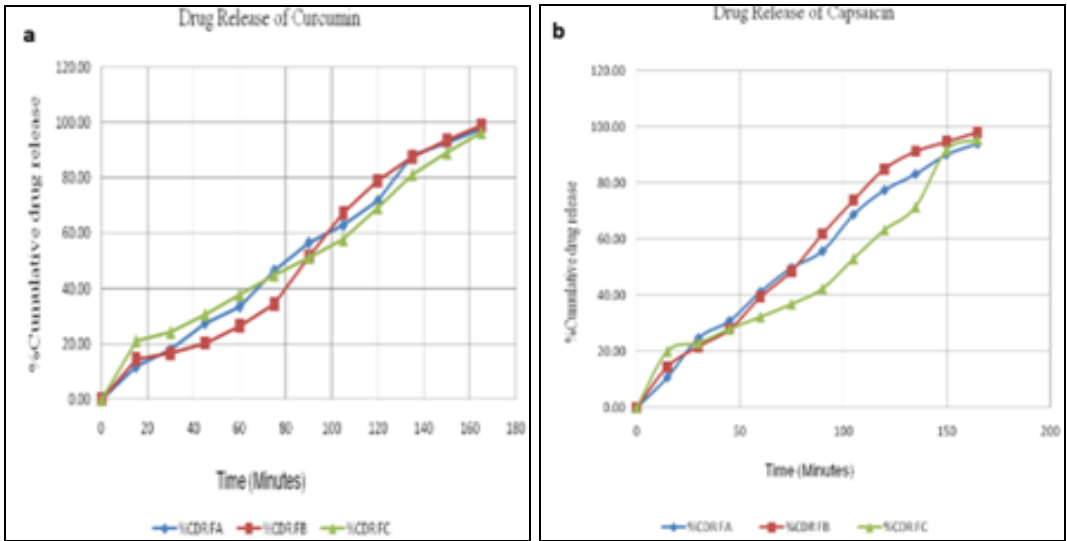 a
Drug Release of Curcumin
%Cumulative drug release
120.00
100.00
80.00
60.00
40.00
20.00
0.00
0 20 40 60 80 100 120 140 160 180
Time (Minutes)
%CDR.FA %CDR.FB %CDR.FC
b
Drug Release of Capsaicin
%Cumulative drug release
120.00
100.00
80.00
60.00
40.00
20.00
0.00
0 50 100 150 200
Time (Minutes)
%CDR.FA %CDR.FB %CDR.FC